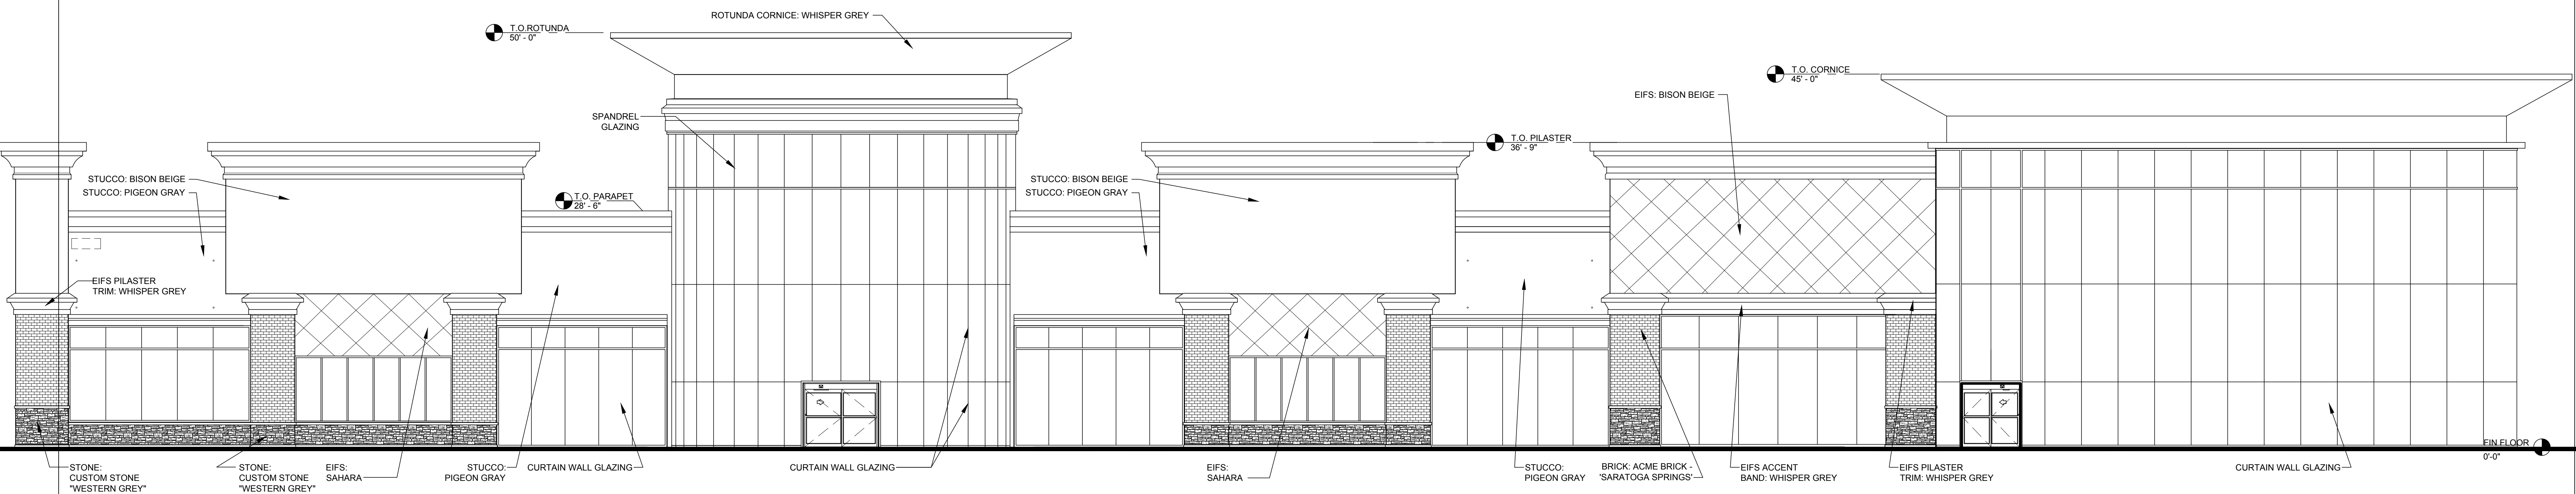 ROTUNDA CORNICE: WHISPER GREY
T.O.ROTUNDA
50' - 0"
T.O. CORNICE
45' - 0"
EIFS: BISON BEIGE
SPANDREL
GLAZING
T.O. PILASTER
36' - 9"
STUCCO: BISON BEIGE
STUCCO: PIGEON GRAY
STUCCO: BISON BEIGE
STUCCO: PIGEON GRAY
T.O. PARAPET
28' - 6"
EIFS PILASTER
TRIM: WHISPER GREY
FIN FLOOR
0'-0"
STONE:
CUSTOM STONE
"WESTERN GREY"
STONE:
CUSTOM STONE
"WESTERN GREY"
EIFS:
SAHARA
STUCCO:
PIGEON GRAY
CURTAIN WALL GLAZING
CURTAIN WALL GLAZING
EIFS:
SAHARA
STUCCO:
PIGEON GRAY
BRICK: ACME BRICK -
'SARATOGA SPRINGS'
EIFS ACCENT
BAND: WHISPER GREY
EIFS PILASTER
TRIM: WHISPER GREY
CURTAIN WALL GLAZING